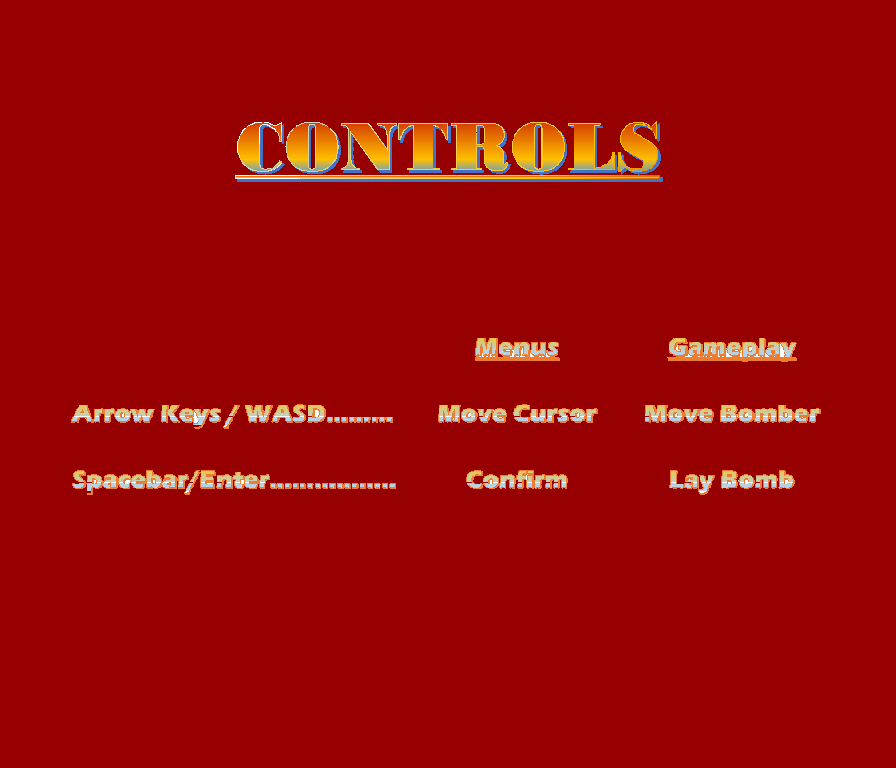 CONTROLS
Menus Gameplay
Arrow Keys / WASD......... Move Cursor Move Bomber
Spacebar/Enter................. Confirm Lay Bomb